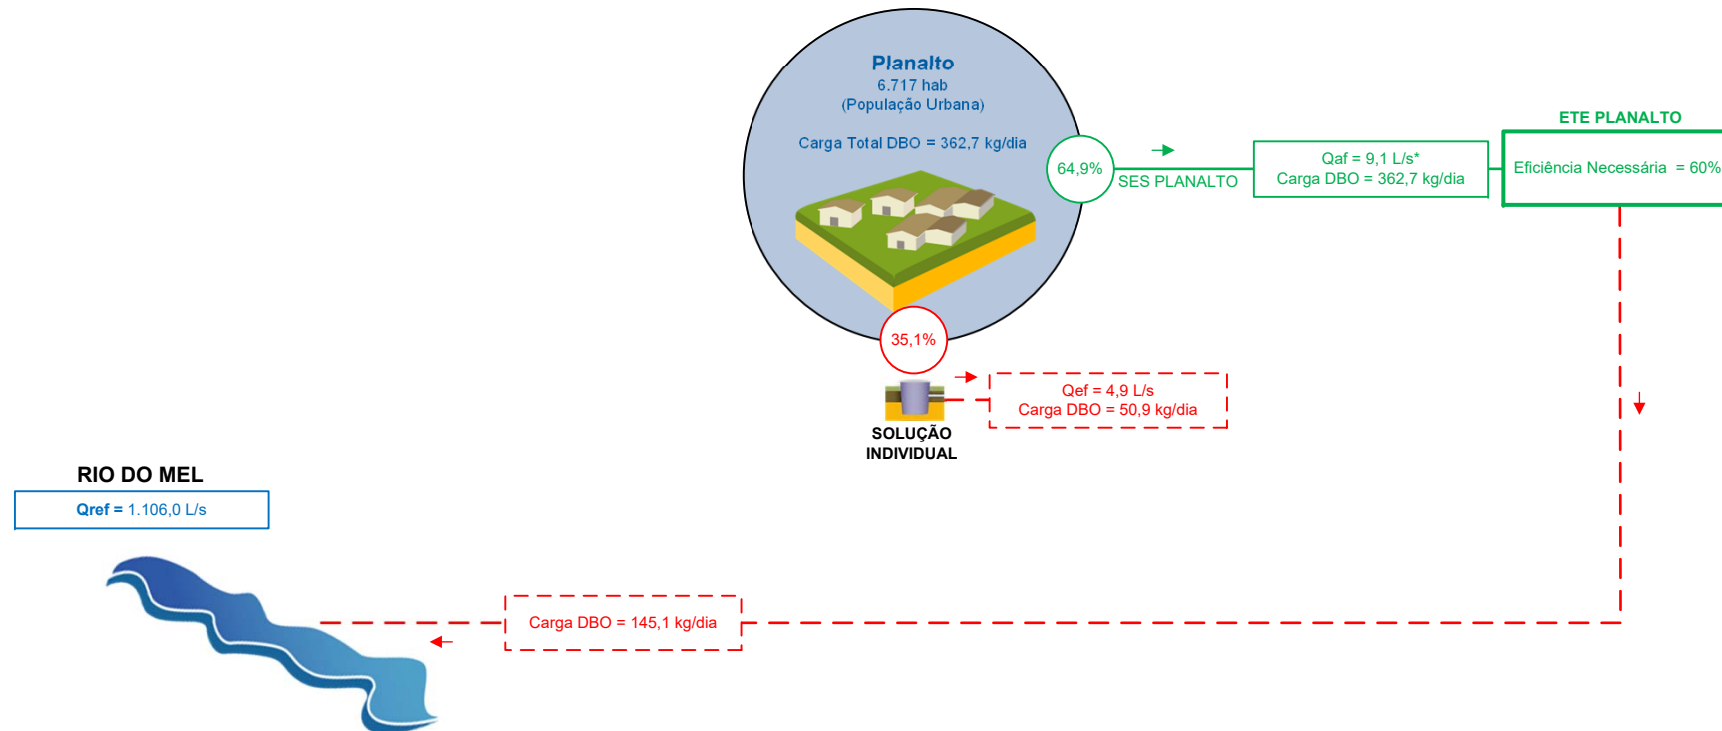 Planalto
6.717 hab
(População Urbana)
Carga Total DBO = 362,7 kg/dia
64,9%
SES PLANALTO
Qaf = 9,1 L/s*
Carga DBO = 362,7 kg/dia
ETE PLANALTO
Eficiência Necessária = 60%
35,1%
SOLUÇÃO
INDIVIDUAL
Qef = 4,9 L/s
Carga DBO = 50,9 kg/dia
RIO DO MEL
Qref = 1.106,0 L/s
Carga DBO = 145,1 kg/dia